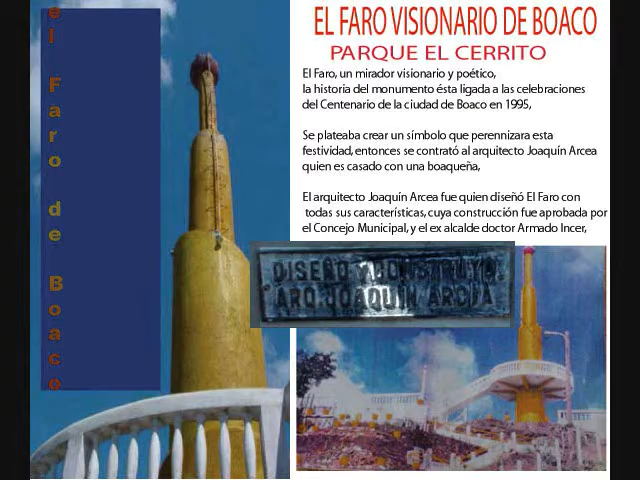 el Faro de Boaco
EL FARO VISIONARIO DE BOACO
PARQUE EL CERRITO
El Faro, un mirador visionario y poético,
la historia del monumento ésta ligada a las celebraciones
del Centenario de la ciudad de Boaco en 1995,
Se plateaba crear un símbolo que perennizara esta
festividad, entonces se contrató al arquitecto Joaquín Arcea
quien es casado con una boaqueña,
El arquitecto Joaquín Arcea fue quien diseñó El Faro con
todas sus características, cuya construcción fue aprobada por
el Concejo Municipal, y el ex alcalde doctor Armado Incer,
DISEÑO Y CONSTRUYO
ARQ. JOAQUIN ARCIA